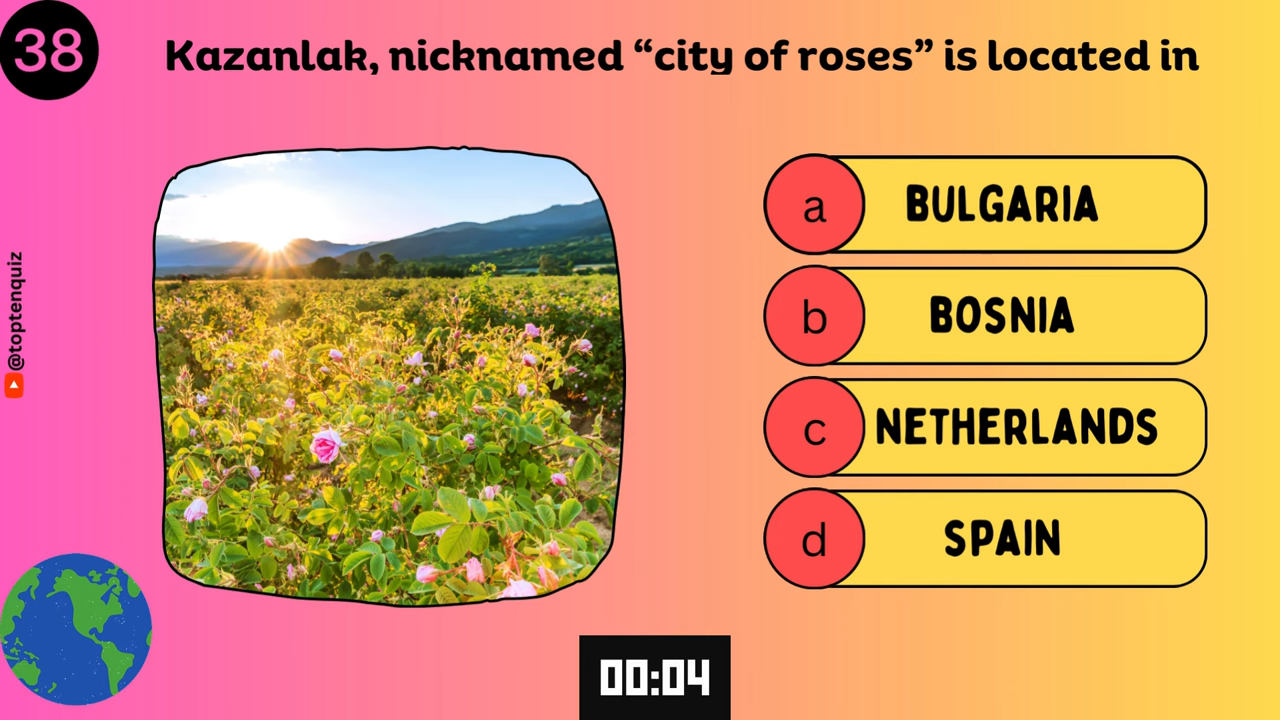 38
Kazanlak, nicknamed “city of roses” is located in
a BULGARIA
b BOSNIA
c NETHERLANDS
d SPAIN
@toptenquiz
00:04